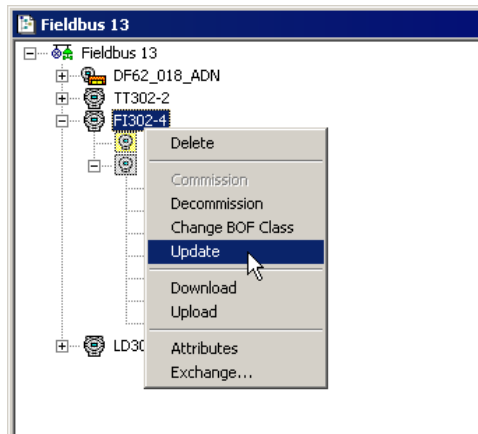 Fieldbus 13
Fieldbus 13
DF62_018_ADN
TT302-2
FI302-4
Delete
Commission
Decommission
Change BOF Class
Update
Download
Upload
LD30
Attributes
Exchange...